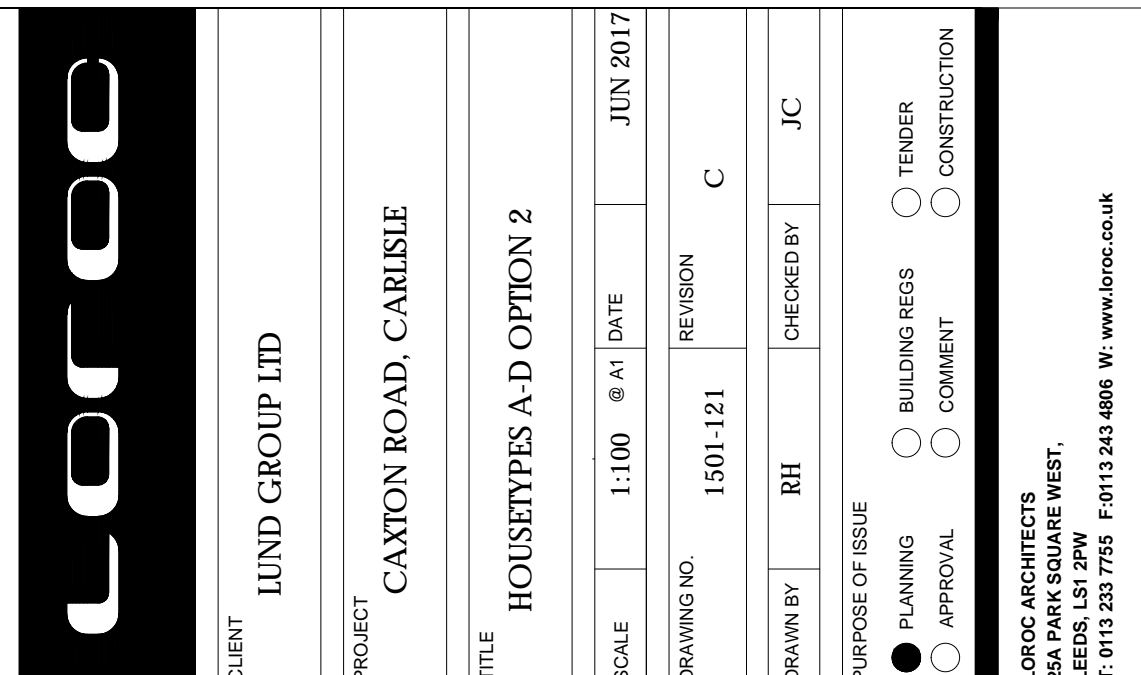 loroc
CLIENT
LUND GROUP LTD
PROJECT
CAXTON ROAD, CARLISLE
TITLE
HOUSETYPES A-D OPTION 2
SCALE 1:100 @ A1 DATE JUN 2017
DRAWING NO. 1501-121 REVISION C
DRAWN BY RH CHECKED BY JC
PURPOSE OF ISSUE
PLANNING BUILDING REGS TENDER
APPROVAL COMMENT CONSTRUCTION
LOROC ARCHITECTS
25A PARK SQUARE WEST,
LEEDS, LS1 2PW
T: 0113 233 7755 F:0113 243 4806 W: www.loroc.co.uk